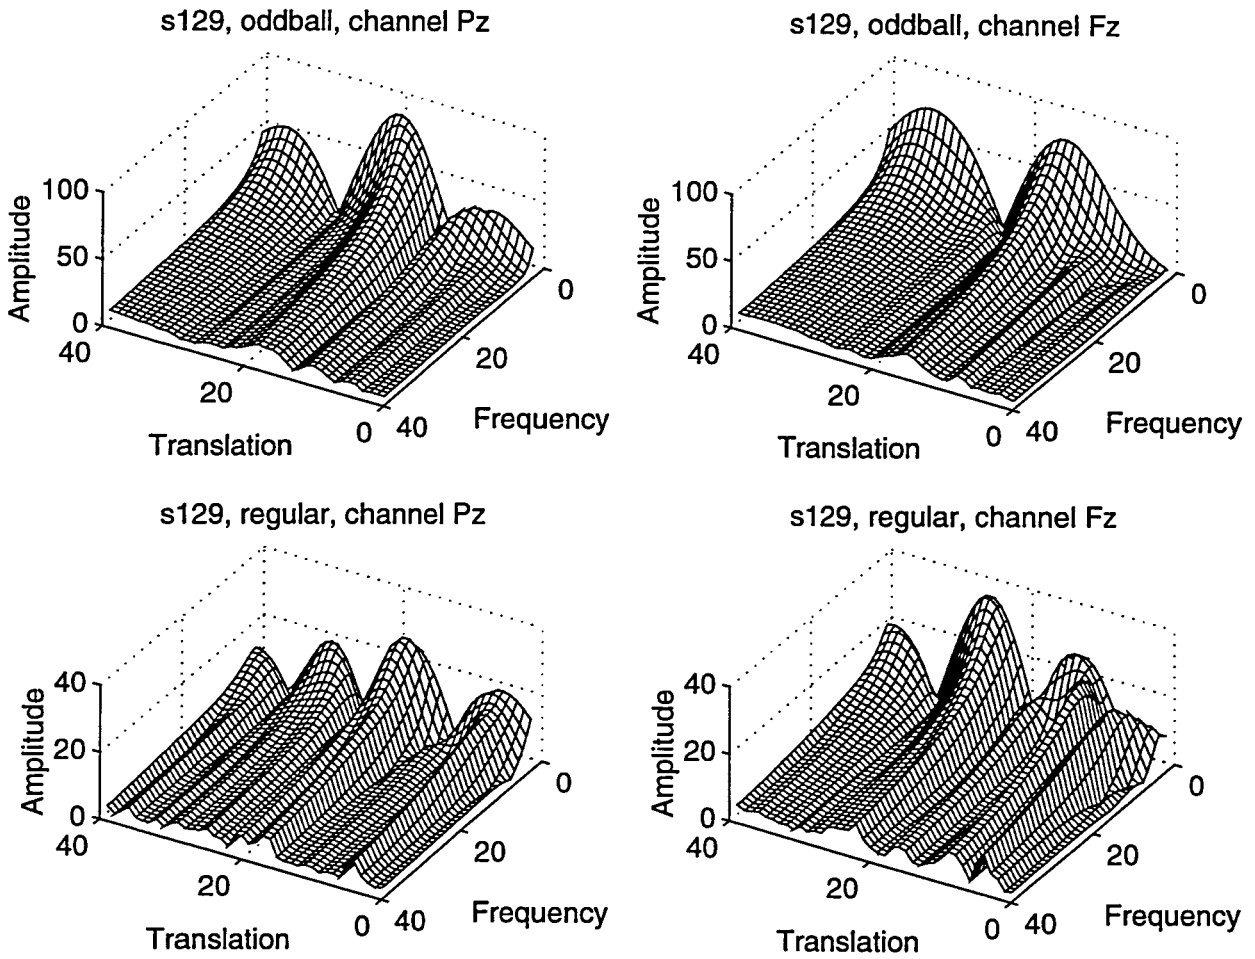 s129, oddball, channel Pz
100
50
0
Amplitude
40
20
0
Translation
40
20
0
Frequency
s129, oddball, channel Fz
100
50
0
Amplitude
40
20
0
Translation
40
20
0
Frequency
s129, regular, channel Pz
40
20
0
Amplitude
40
20
0
Translation
40
20
0
Frequency
s129, regular, channel Fz
40
20
0
Amplitude
40
20
0
Translation
40
20
0
Frequency